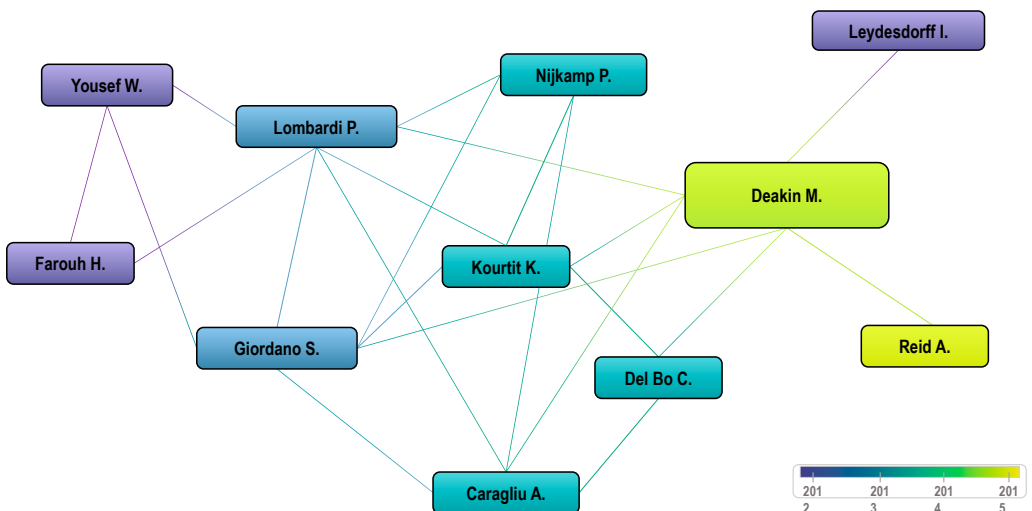 Leydesdorff I.
Nijkamp P.
Yousef W.
Lombardi P.
Deakin M.
Farouh H.
Kourtit K.
Giordano S.
Reid A.
Del Bo C.
Caragliu A.
201 201 201 201
2 3 4 5